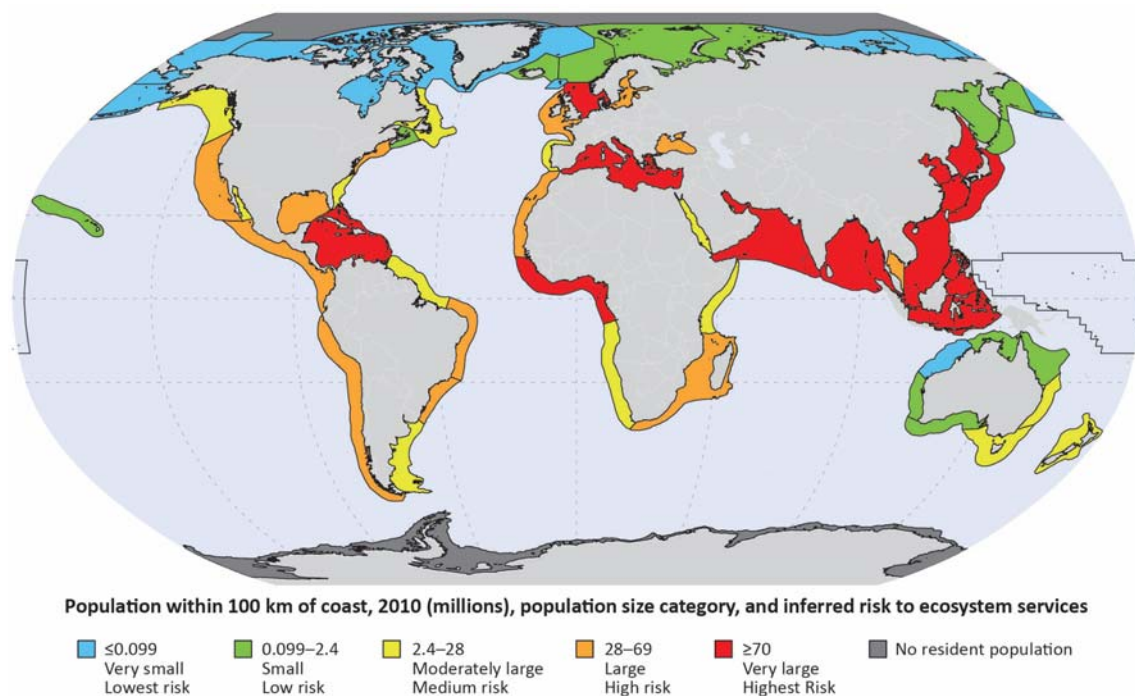 Population within 100 km of coast, 2010 (millions), population size category, and inferred risk to ecosystem services
≤0.099 0.099–2.4 2.4–28 28–69 ≥70 No resident population
Very small Small Moderately large Large Very large
Lowest risk Low risk Medium risk High risk Highest Risk